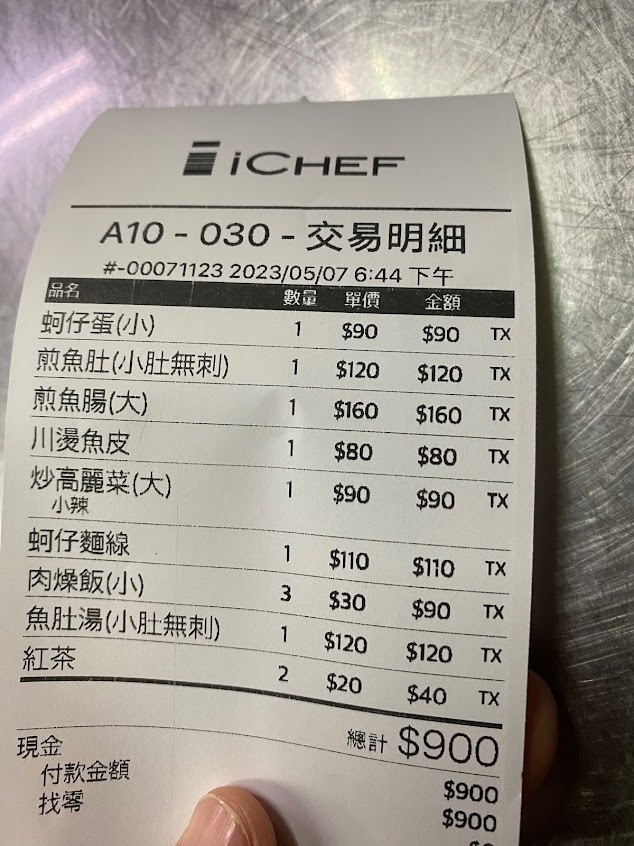 iCHEF
A10 - 030 - 交易明細
#-00071123 2023/05/07 6:44 下午
品名 數量 單價 金額
蚵仔蛋(小) 1 $90 $90 TX
煎魚肚(小肚無刺) 1 $120 $120 TX
煎魚腸(大) 1 $160 $160 TX
川燙魚皮 1 $80 $80 TX
炒高麗菜(大) 1 $90 $90 TX
小辣
蚵仔麵線 1 $110 $110 TX
肉燥飯(小) 3 $30 $90 TX
魚肚湯(小肚無刺) 1 $120 $120 TX
紅茶 2 $20 $40 TX
總計 $900
現金 $900
付款金額 $900
找零